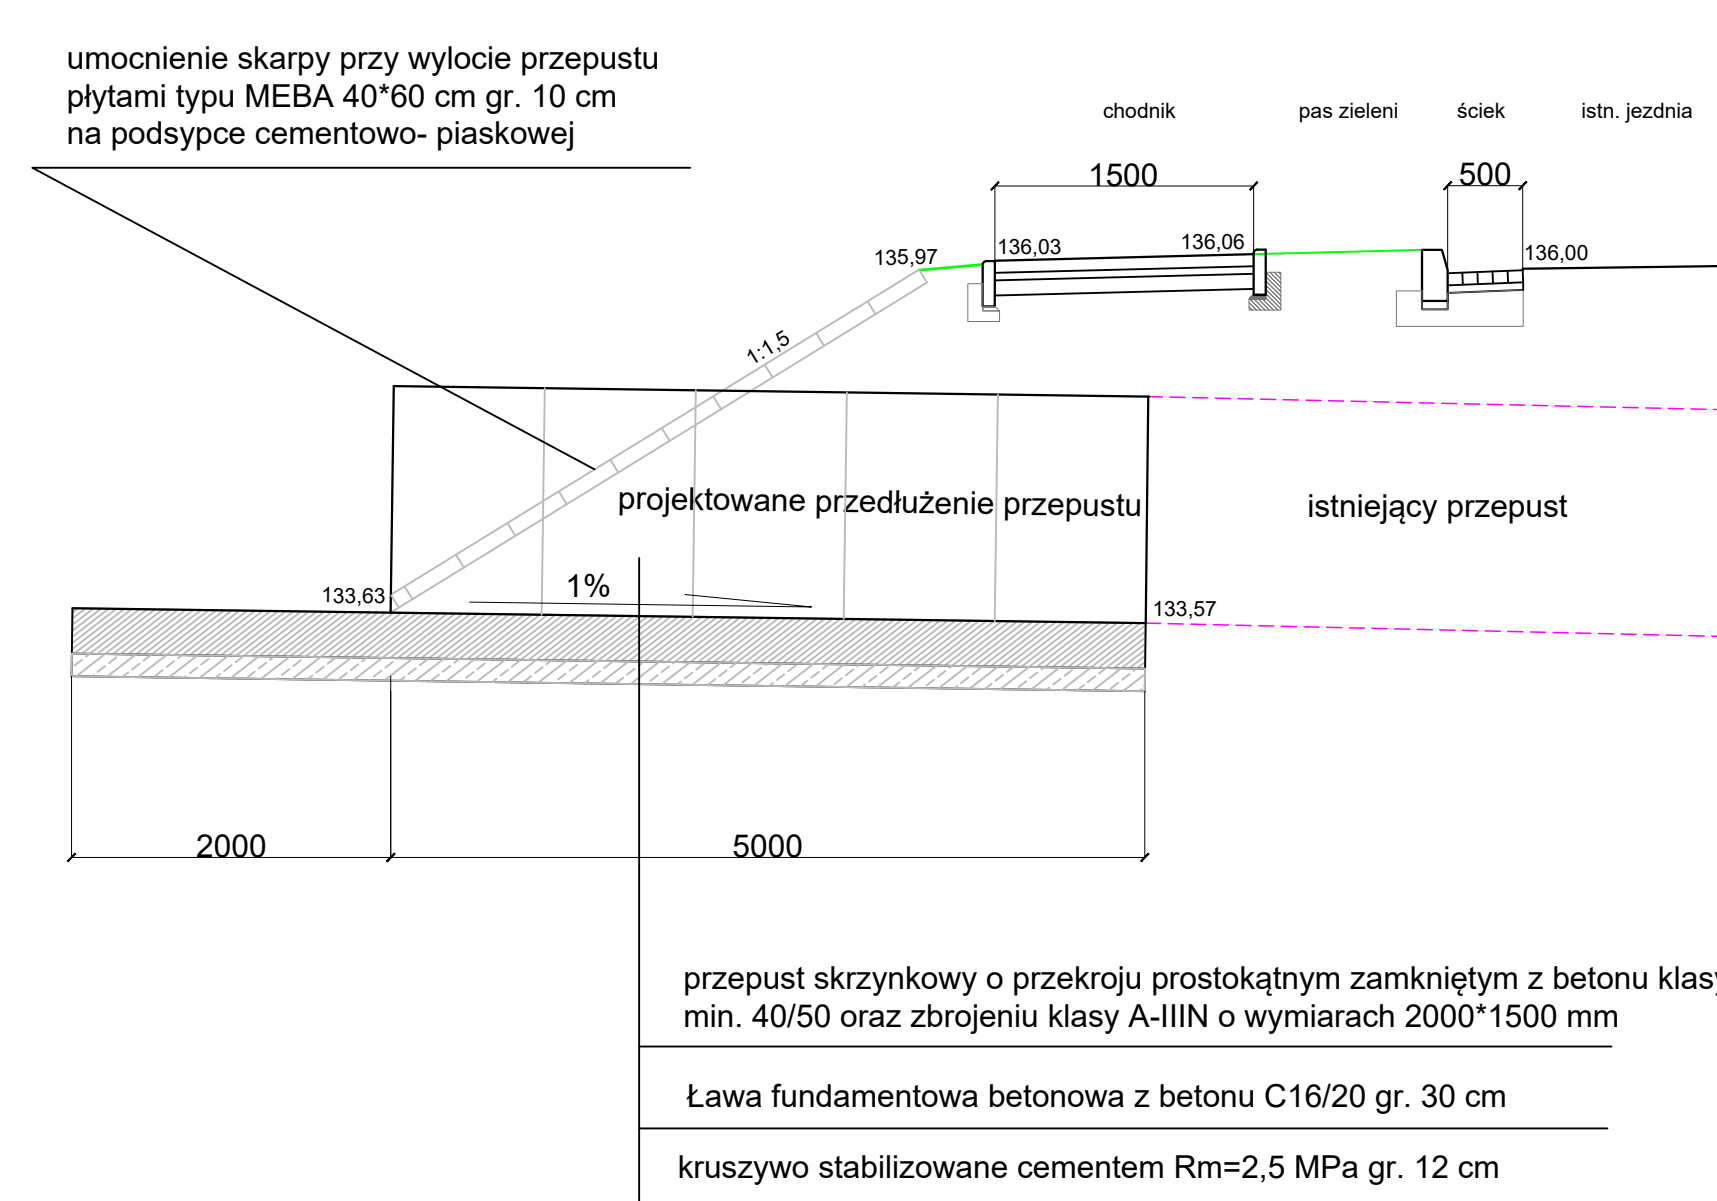 umocnienie skarpy przy wylocie przepustu
płytami typu MEBA 40*60 cm gr. 10 cm
na podsypce cementowo- piaskowej
chodnik pas zieleni ściek istn. jezdnia
1500 500
135,97 136,03 136,06 136,00
1:1,5
projektowane przedłużenie przepustu istniejący przepust
1%
133,63 133,57
2000 5000
przepust skrzynkowy o przekroju prostokątnym zamkniętym z betonu klasy
min. 40/50 oraz zbrojeniu klasy A-IIIN o wymiarach 2000*1500 mm
Ława fundamentowa betonowa z betonu C16/20 gr. 30 cm
kruszywo stabilizowane cementem Rm=2,5 MPa gr. 12 cm